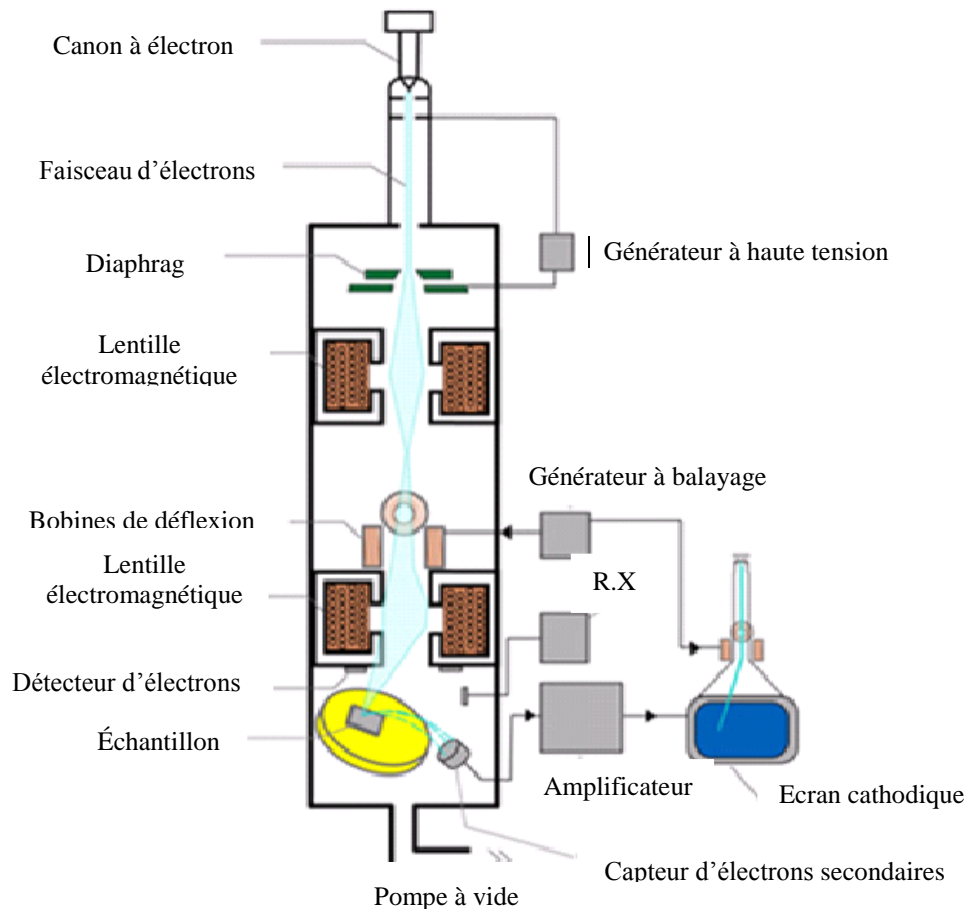 Canon à électron
Faisceau d'électrons
Générateur à haute tension
Diaphrag
Lentille
électromagnétique
Générateur à balayage
Bobines de déflexion
Lentille
électromagnétique
R.X
Détecteur d'électrons
Échantillon
Amplificateur
Ecran cathodique
Capteur d'électrons secondaires
Pompe à vide